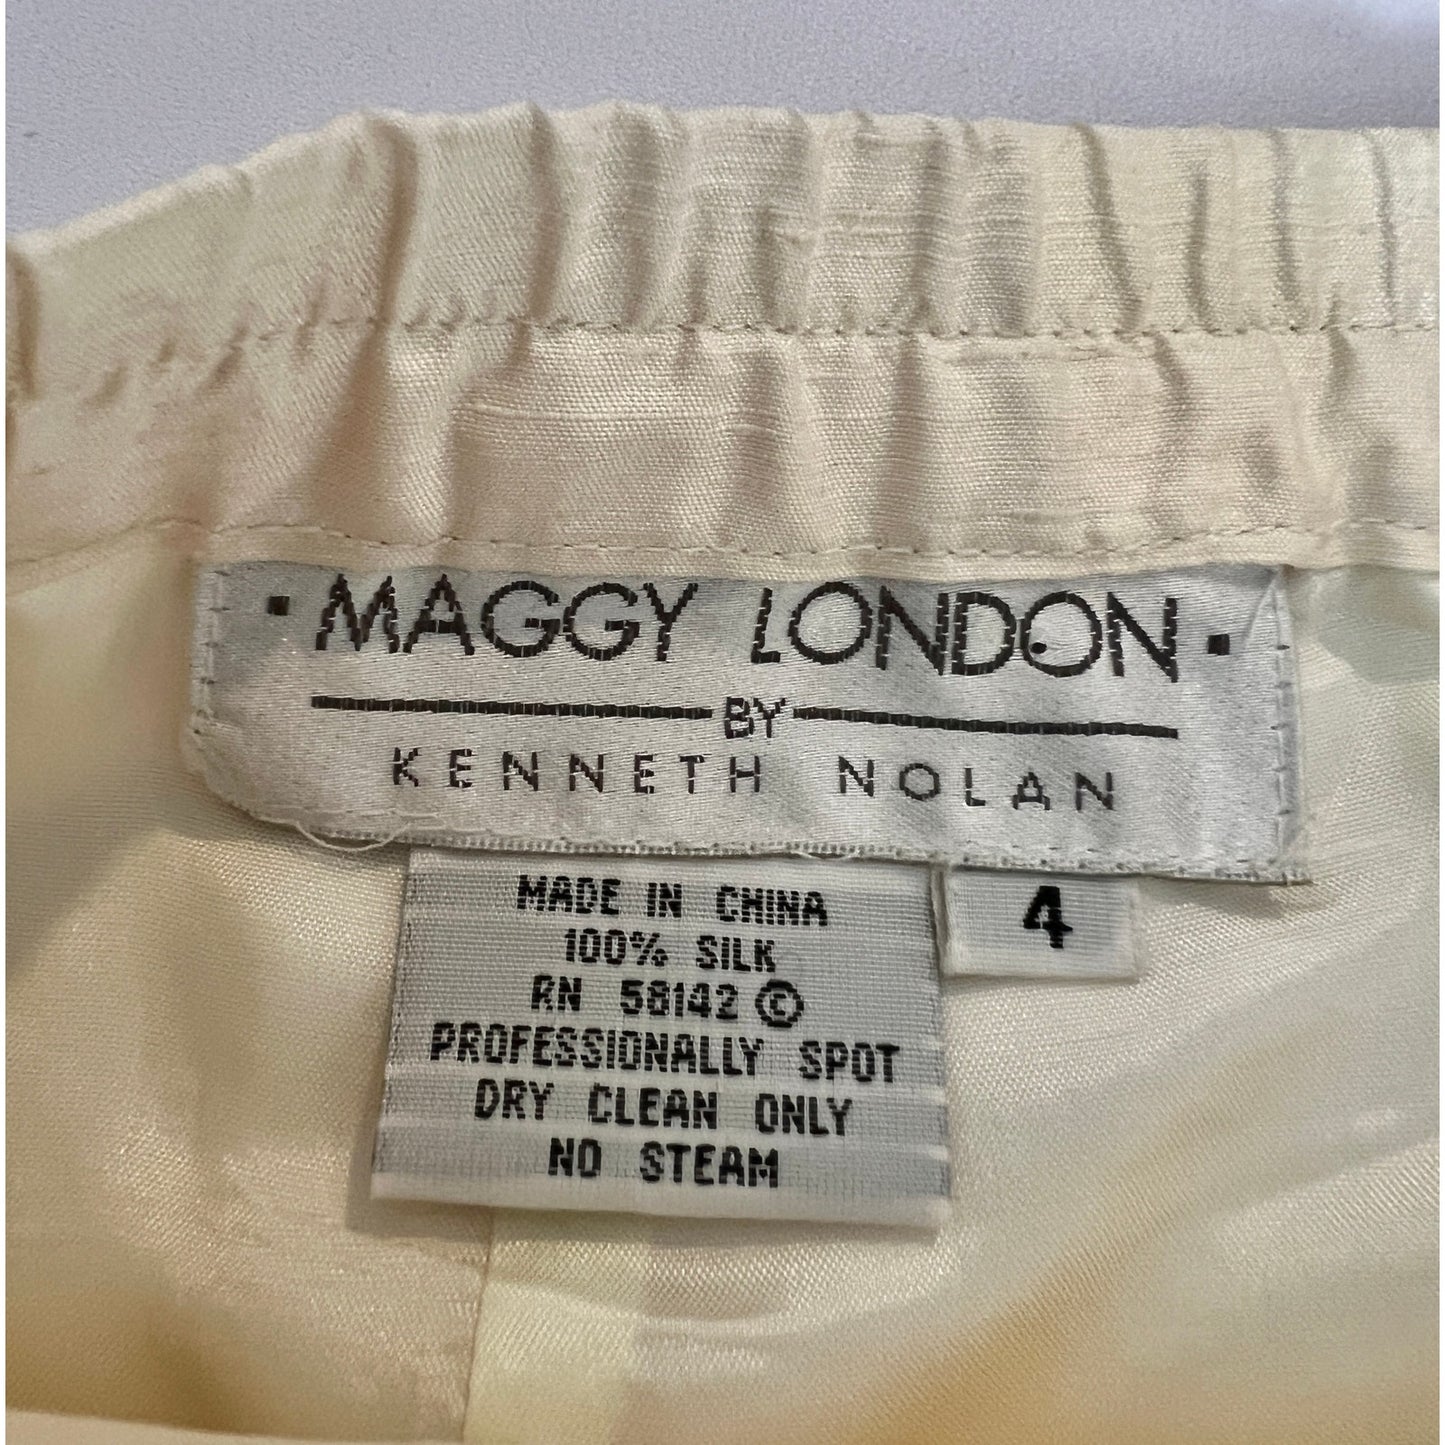 • MAGGY LONDON •
BY
KENNETH NOLAN
MADE IN CHINA
100% SILK
RN 58142 ©
PROFESSIONALLY SPOT
DRY CLEAN ONLY
NO STEAM
4